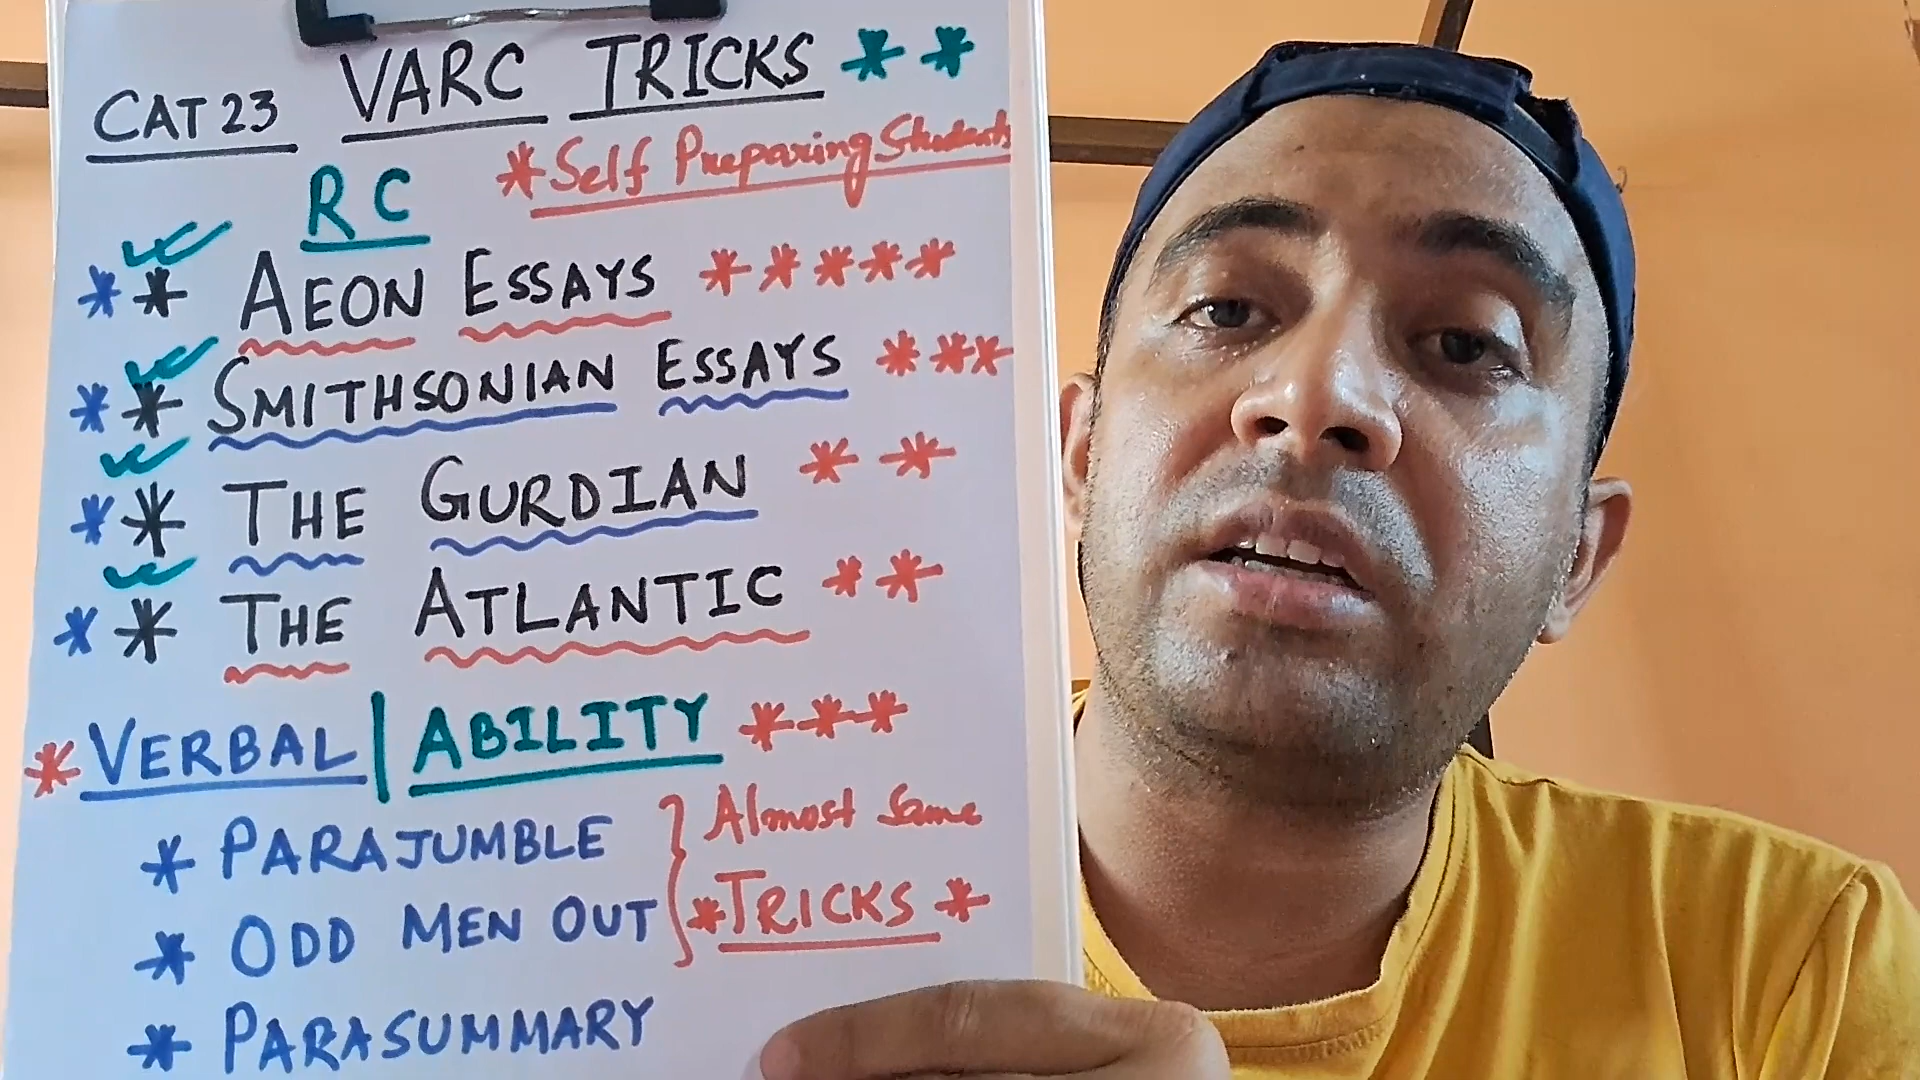 CAT 23 VARC TRICKS **
RC *Self Preparing Students
** AEON ESSAYS *****
** SMITHSONIAN ESSAYS ***
** THE GURDIAN **
** THE ATLANTIC **
* VERBAL | ABILITY ***
* PARAJUMBLE } Almost Same
* ODD MEN OUT *TRICKS*
* PARASUMMARY